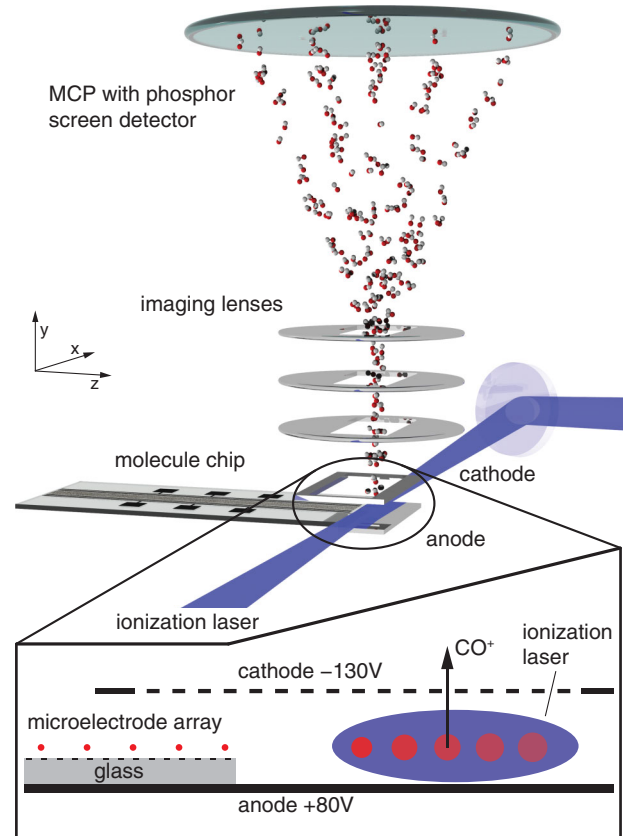 MCP with phosphor
screen detector
imaging lenses
y
x
z
molecule chip
cathode
anode
ionization laser
CO⁺
ionization
laser
cathode −130V
microelectrode array
glass
anode +80V